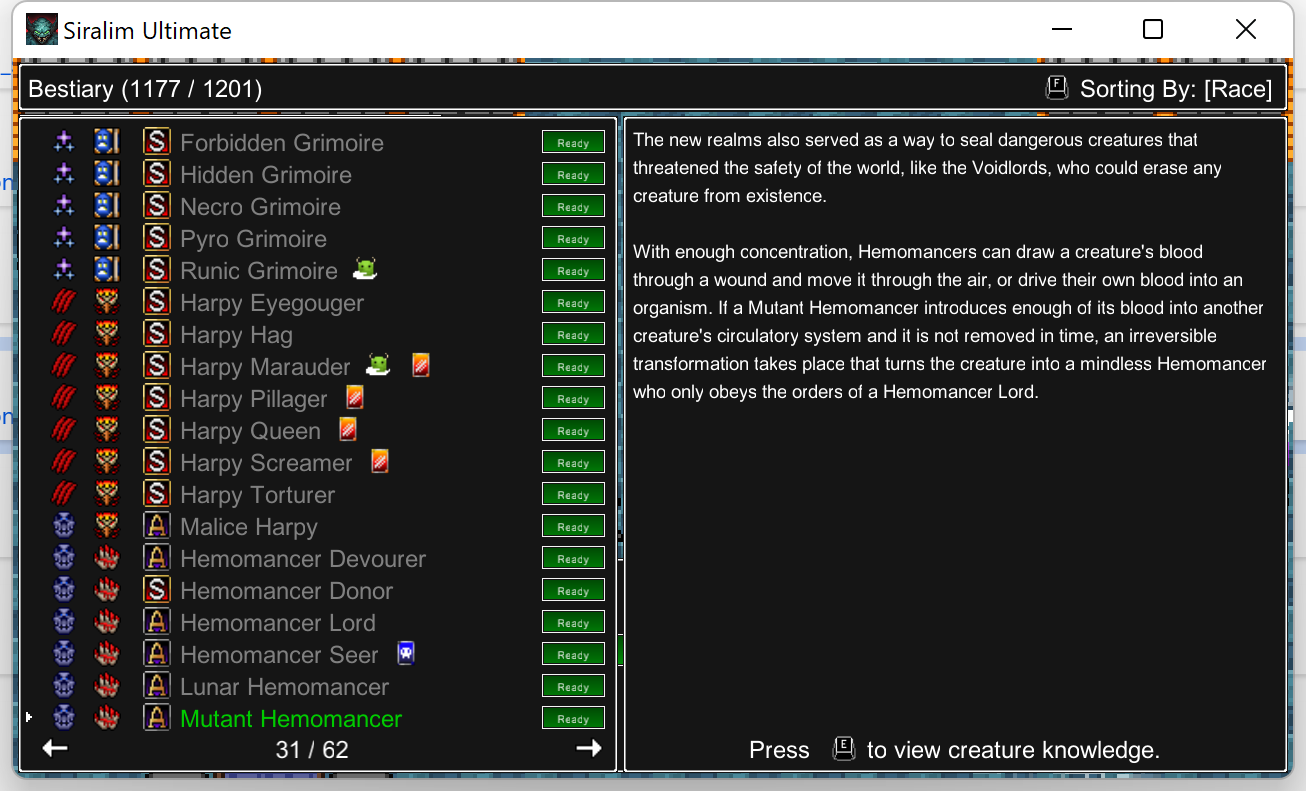 Siralim Ultimate
Bestiary (1177 / 1201)
F Sorting By: [Race]
S Forbidden Grimoire Ready
S Hidden Grimoire Ready
S Necro Grimoire Ready
S Pyro Grimoire Ready
S Runic Grimoire Ready
S Harpy Eyegouger Ready
S Harpy Hag Ready
S Harpy Marauder Ready
S Harpy Pillager Ready
S Harpy Queen Ready
S Harpy Screamer Ready
S Harpy Torturer Ready
A Malice Harpy Ready
A Hemomancer Devourer Ready
S Hemomancer Donor Ready
A Hemomancer Lord Ready
A Hemomancer Seer Ready
A Lunar Hemomancer Ready
A Mutant Hemomancer Ready
31 / 62
The new realms also served as a way to seal dangerous creatures that
threatened the safety of the world, like the Voidlords, who could erase any
creature from existence.
With enough concentration, Hemomancers can draw a creature's blood
through a wound and move it through the air, or drive their own blood into an
organism. If a Mutant Hemomancer introduces enough of its blood into another
creature's circulatory system and it is not removed in time, an irreversible
transformation takes place that turns the creature into a mindless Hemomancer
who only obeys the orders of a Hemomancer Lord.
Press E to view creature knowledge.